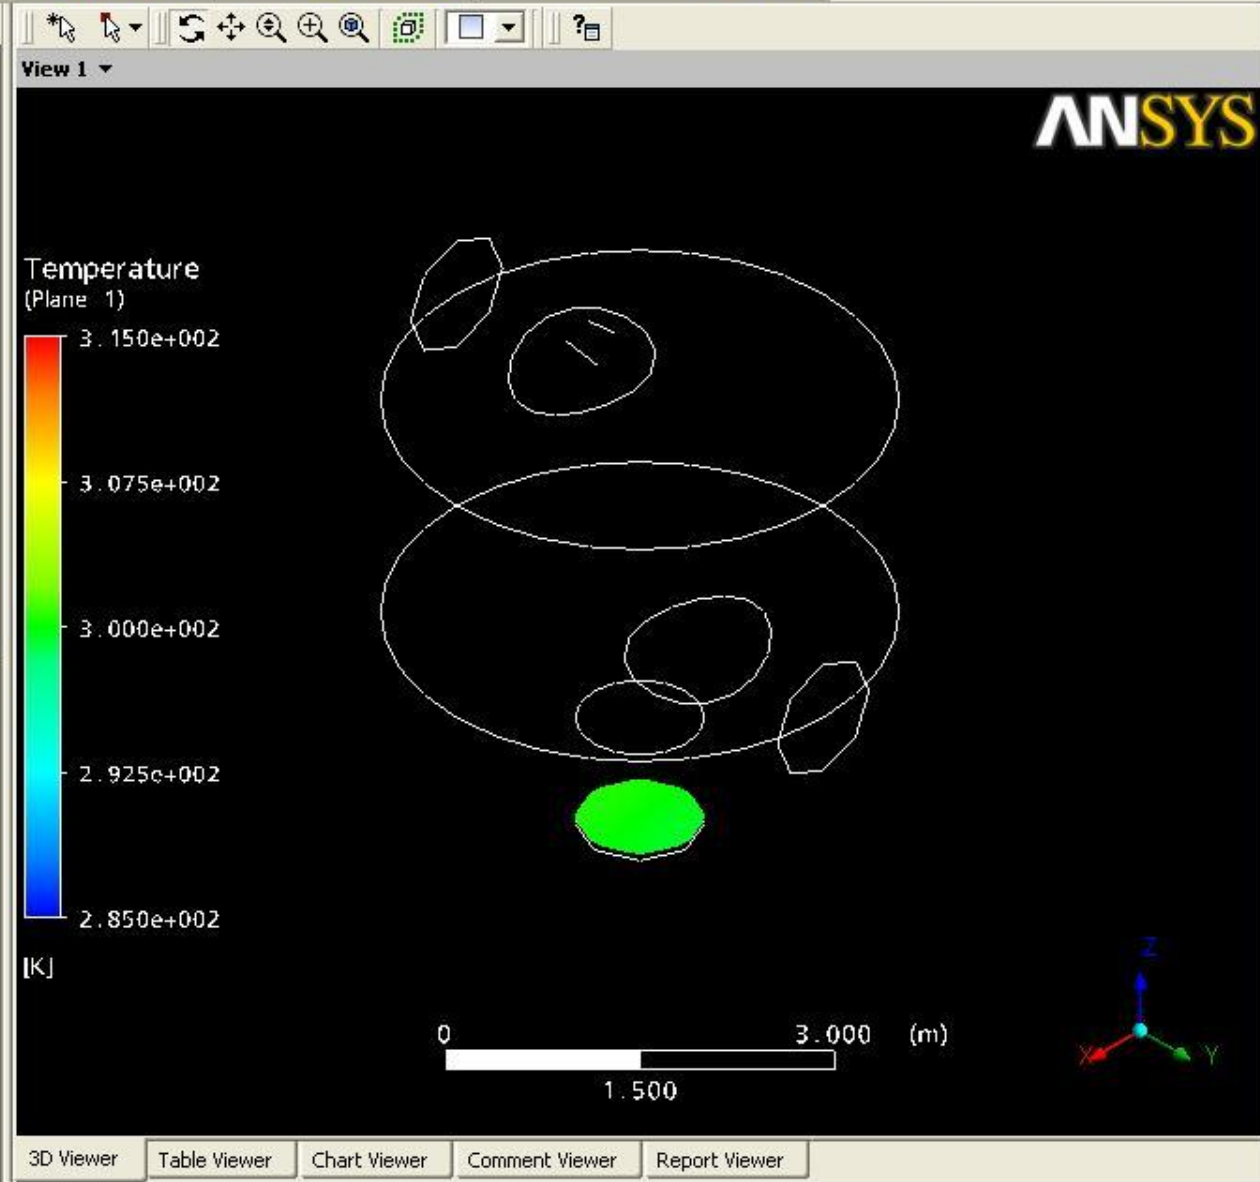 View 1
ANSYS
Temperature
(Plane 1)
3.150e+002
3.075e+002
3.000e+002
2.925e+002
2.850e+002
[K]
0 3.000 (m)
1.500
Z
X Y
3D Viewer Table Viewer Chart Viewer Comment Viewer Report Viewer